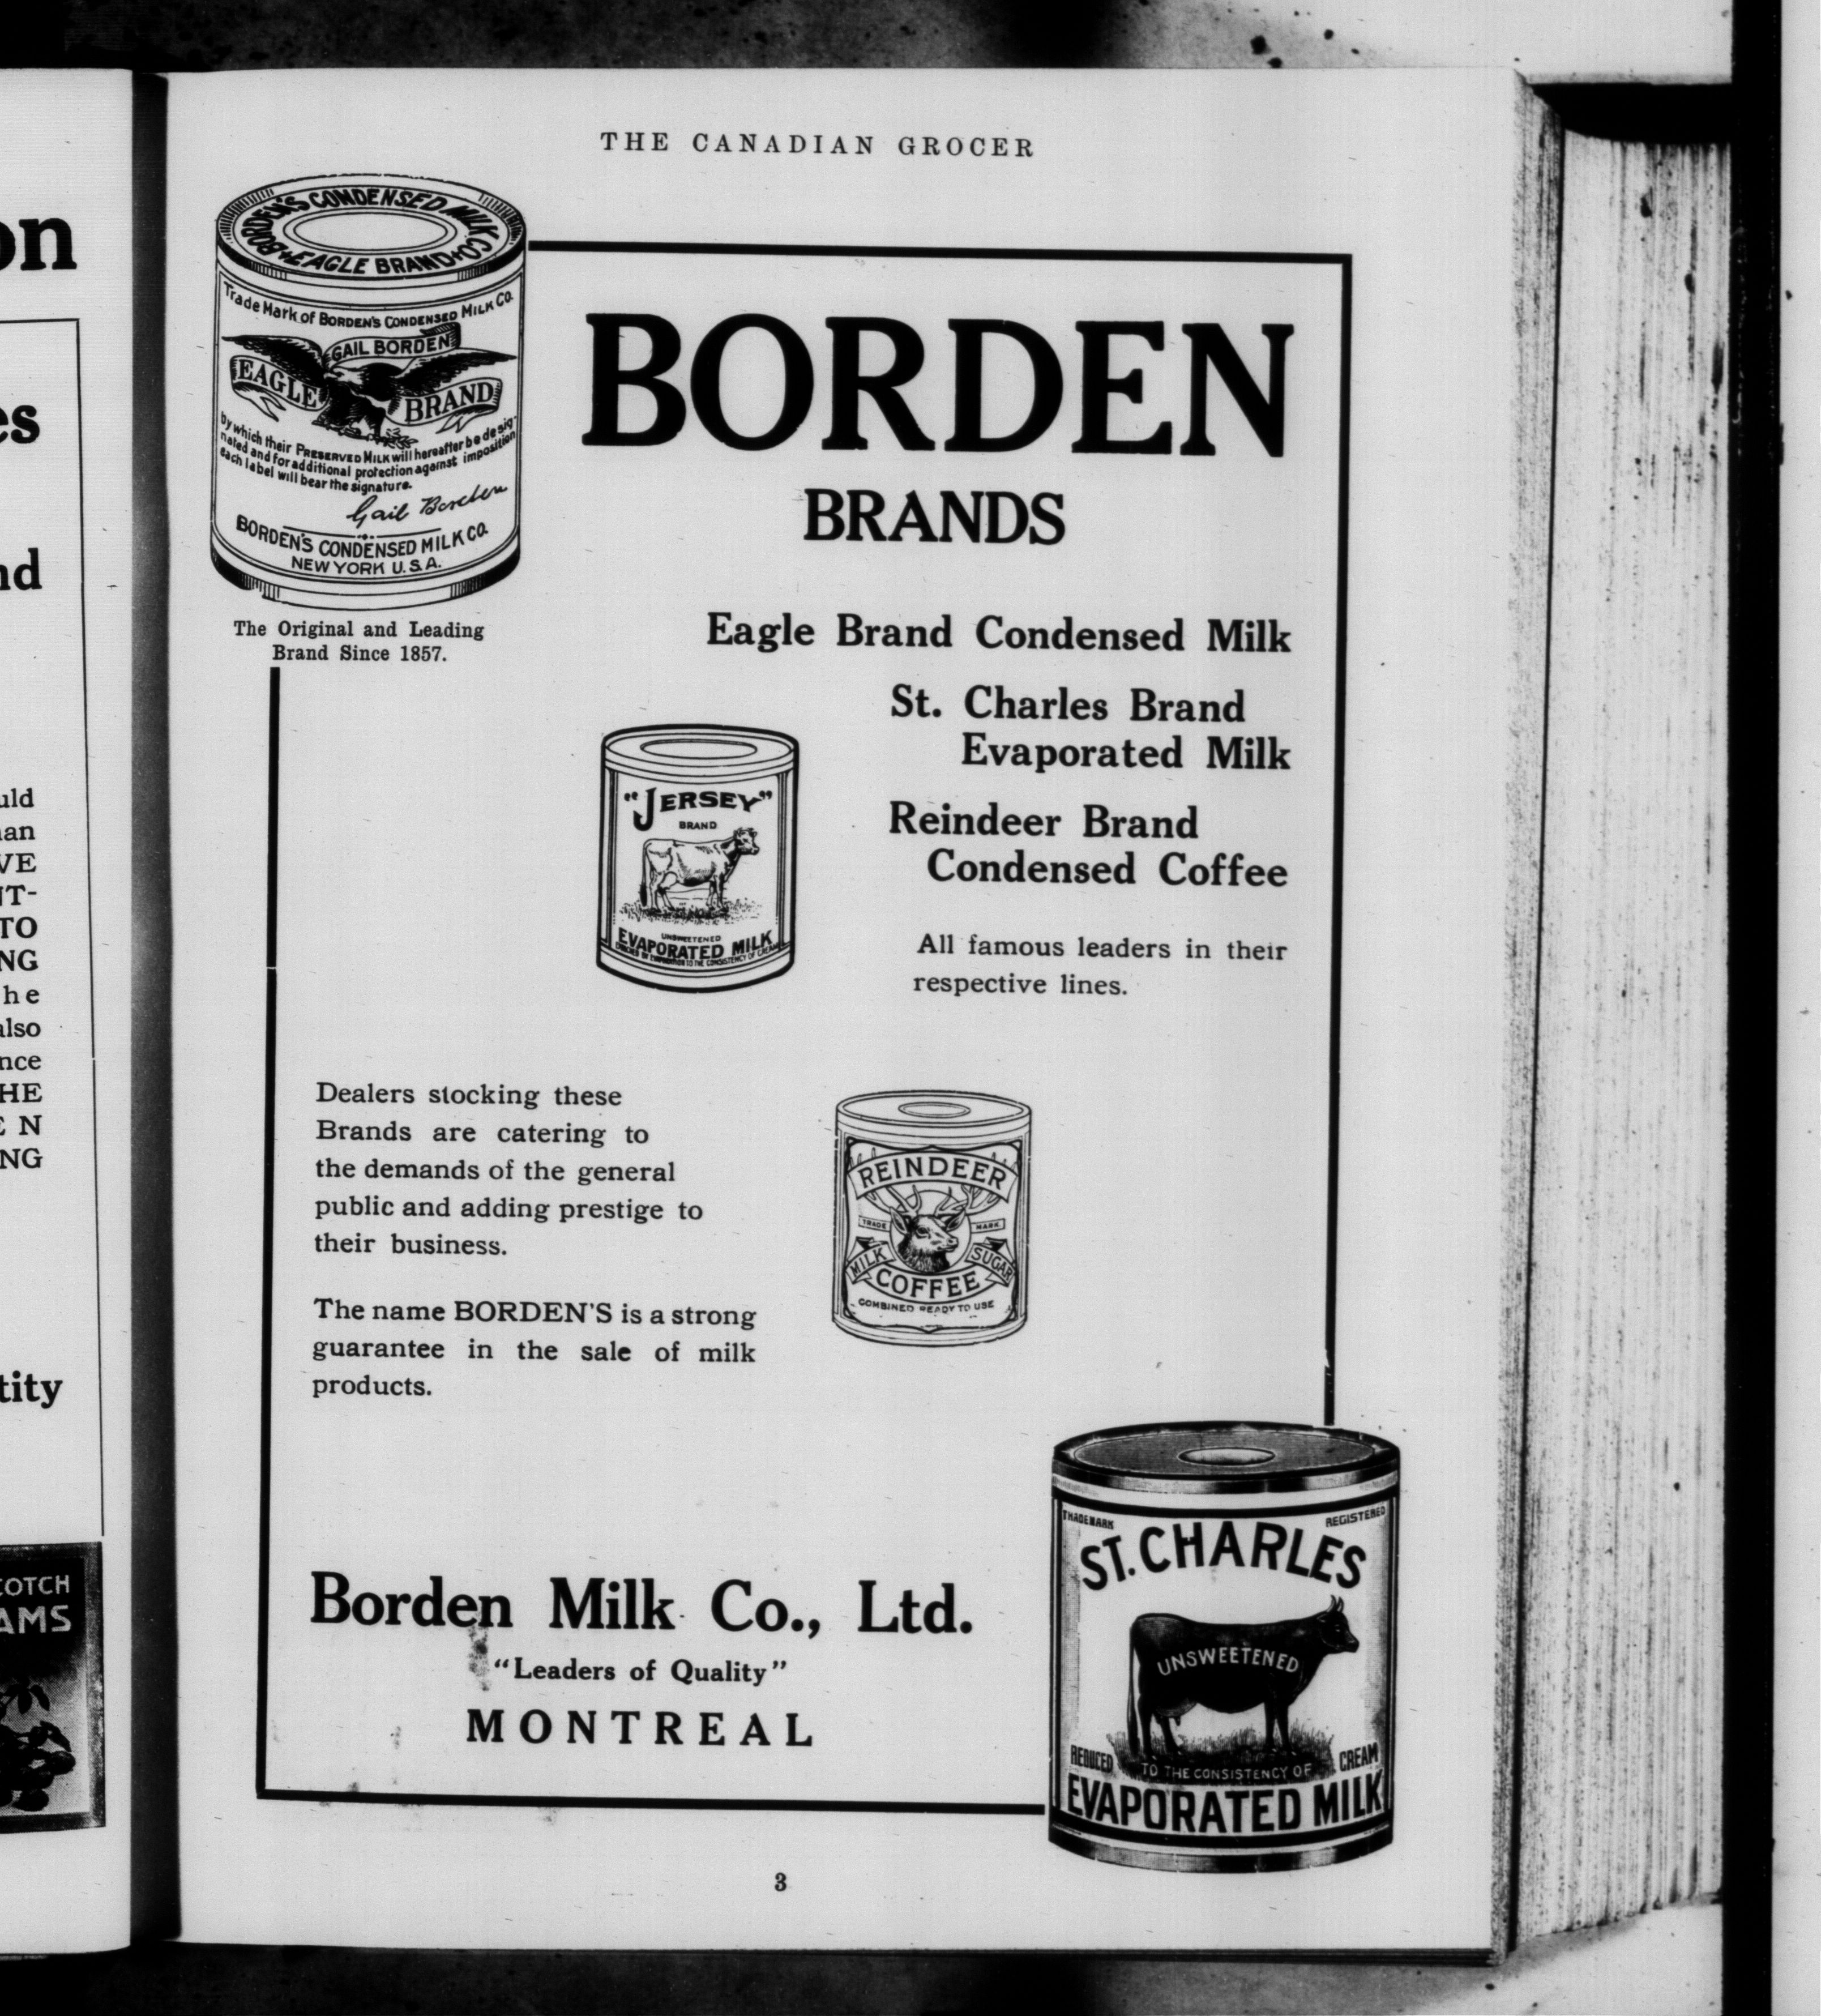 THE CANADIAN GROCER
BORDEN'S CONDENSED MILK CO.
EAGLE BRAND
Trade Mark of BORDEN'S CONDENSED MILK CO.
GAIL BORDEN
EAGLE BRAND
by which their PRESERVED MILK will hereafter be desig-
nated and for additional protection against imposition
each label will bear the signature.
Gail Borden
BORDEN'S CONDENSED MILK CO.
NEW YORK U.S.A.
The Original and Leading
Brand Since 1857.
BORDEN
BRANDS
Eagle Brand Condensed Milk
St. Charles Brand
Evaporated Milk
Reindeer Brand
Condensed Coffee
All famous leaders in their
respective lines.
"JERSEY"
BRAND
UNSWEETENED
EVAPORATED MILK
TO THE CONSISTENCY OF CREAM
Dealers stocking these
Brands are catering to
the demands of the general
public and adding prestige to
their business.
The name BORDEN'S is a strong
guarantee in the sale of milk
products.
REINDEER
TRADE MARK
MILK SUGAR
COFFEE
COMBINED READY TO USE
Borden Milk Co., Ltd.
"Leaders of Quality"
MONTREAL
TRADEMARK REGISTERED
ST. CHARLES
UNSWEETENED
REDUCED TO THE CONSISTENCY OF CREAM
EVAPORATED MILK
3
on
es
nd
uld
an
VE
NT-
TO
NG
he
also
nce
HE
E N
NG
tity
COTCH
AMS